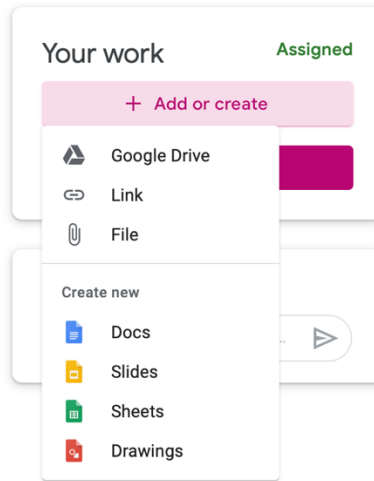 Your work
Assigned
+ Add or create
Google Drive
Link
File
Create new
Docs
Slides
Sheets
Drawings